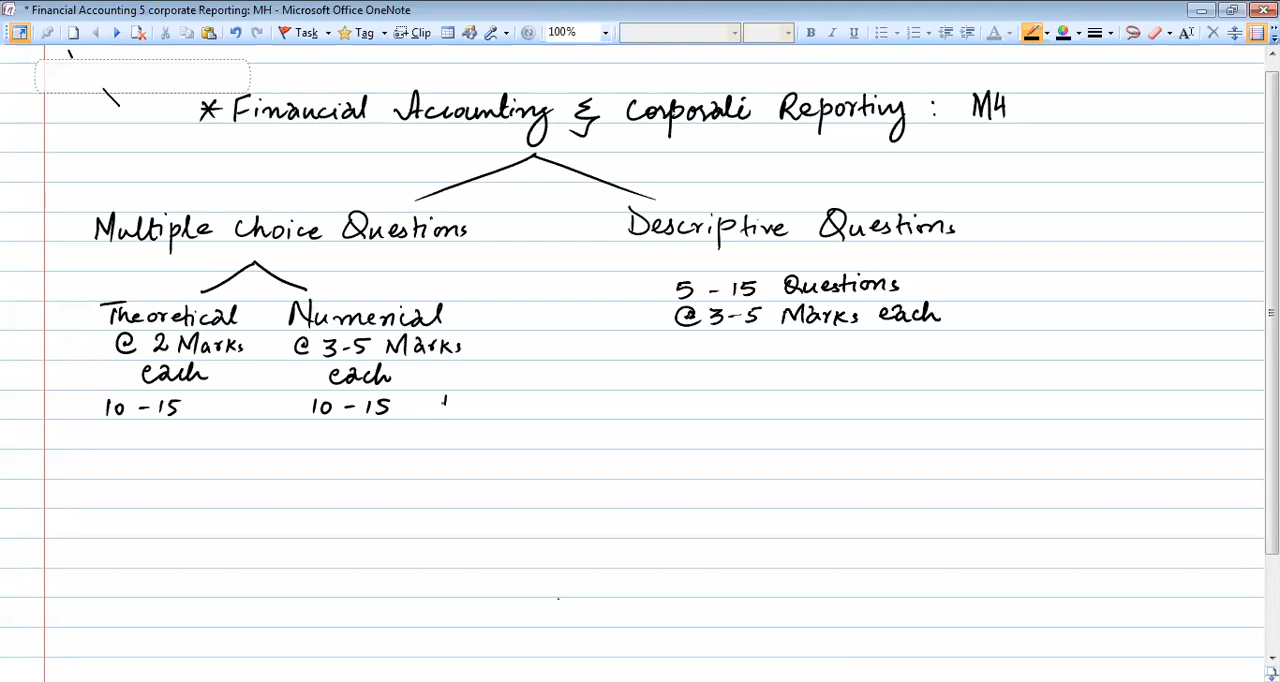 * Financial Accounting 5 corporate Reporting: MH - Microsoft Office OneNote
Task Tag Clip 100%
* Financial Accounting & Corporate Reporting : M4
Multiple Choice Questions Descriptive Questions
Theoretical Numerical 5 - 15 Questions
@ 2 Marks @ 3-5 Marks @ 3-5 Marks each
each each
10 - 15 10 - 15